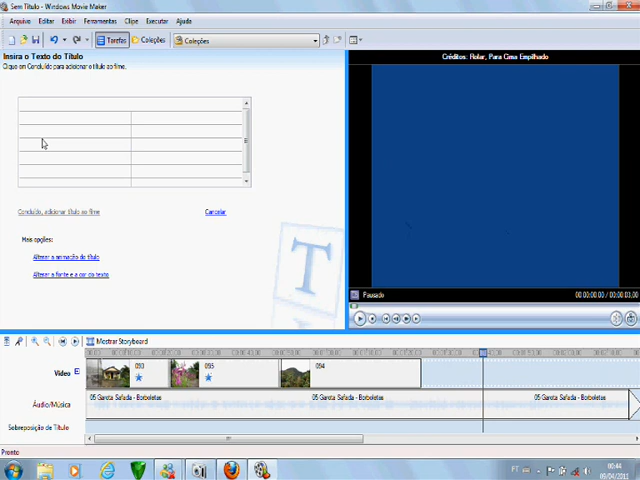 Sem Título - Windows Movie Maker
Arquivo Editar Exibir Ferramentas Clipe Executar Ajuda
Tarefas Coleções Coleções
Insira o Texto do Título
Clique em Concluído para adicionar o título ao filme.
Créditos: Rolar, Para Cima Empilhado
Concluído, adicionar título ao filme Cancelar
Mais opções:
Alterar a animação do título
Alterar a fonte e a cor do texto
T
Pausado 00:00:00.00 / 00:00:03.00
Mostrar Storyboard
Vídeo 093 095 094
Áudio/Música 05 Garota Safada - Borboletas 05 Garota Safada - Borboletas 05 Garota Safada - Borboletas
Sobreposição de Título
Pronto
PT 00:44
09/04/2011